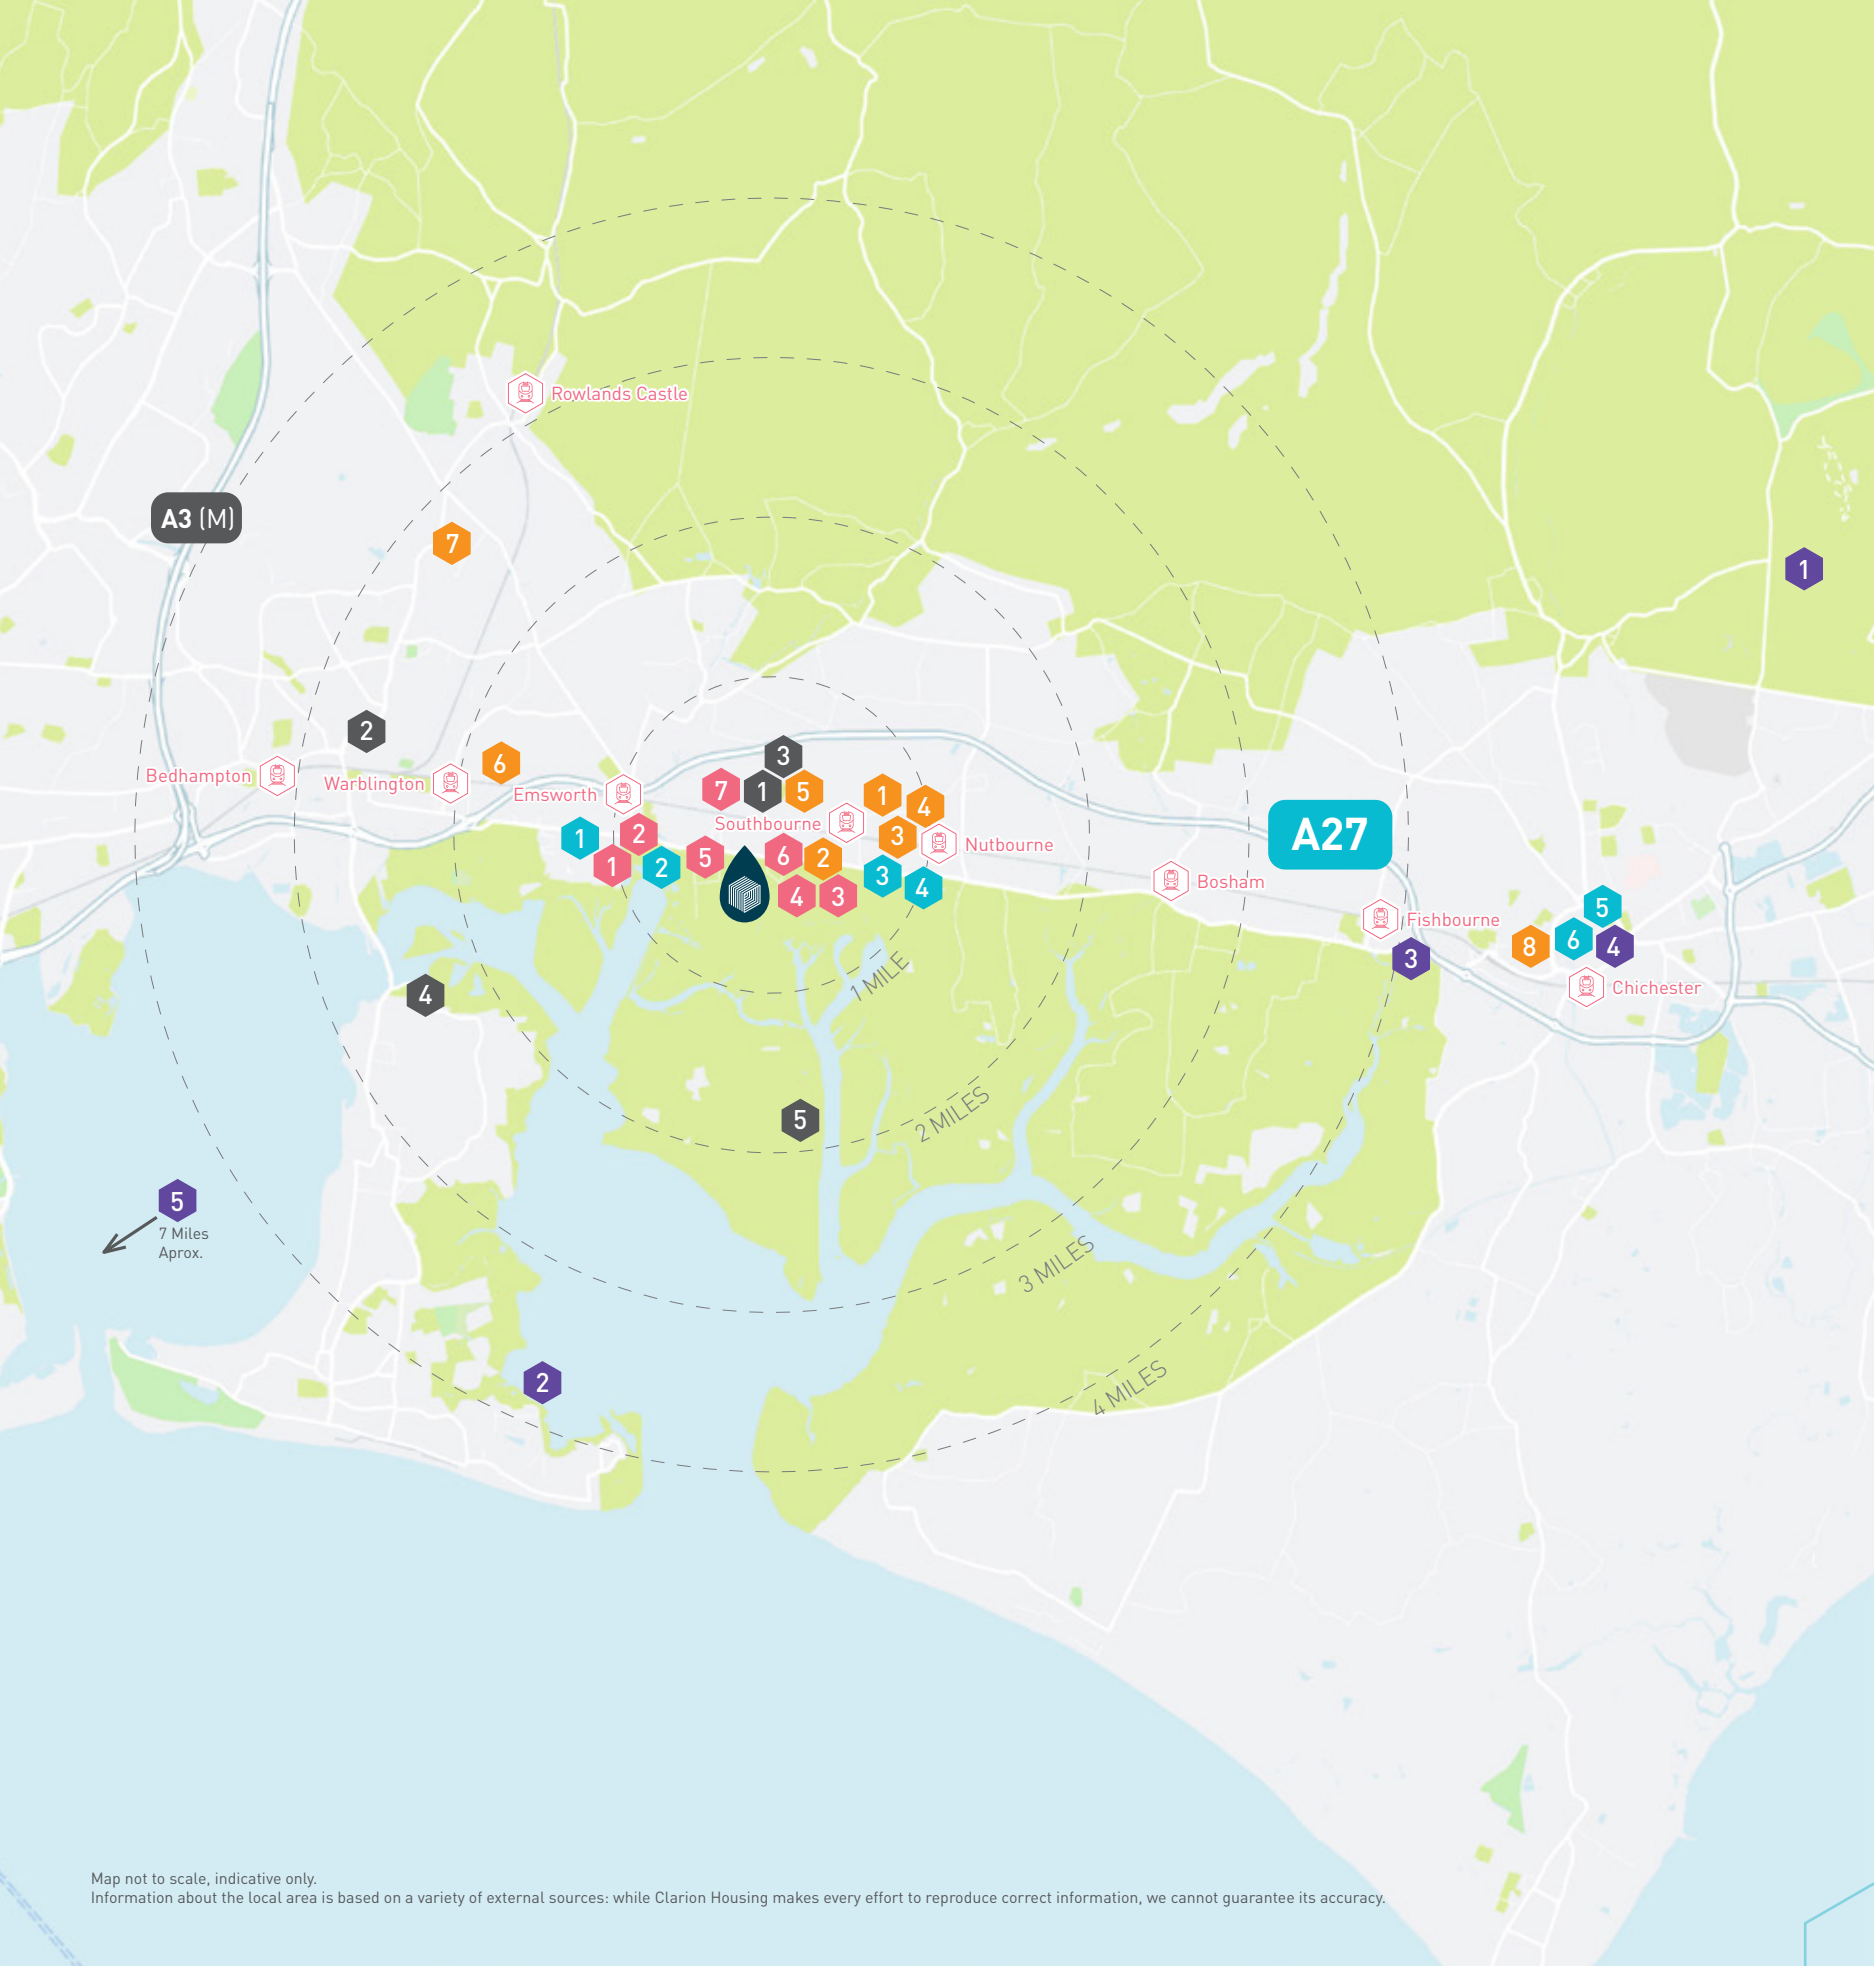 Rowlands Castle
A3 (M)
7
1
2
6
3
7
1
5
1
4
Bedhampton
Warblington
Emsworth
Southbourne
Nutbourne
A27
1
2
3
1
2
5
6
2
3
4
4
3
Bosham
Fishbourne
5
8
6
4
3
Chichester
4
1 MILE
5
2 MILES
5
7 Miles
Aprox.
3 MILES
2
4 MILES
Map not to scale, indicative only.
Information about the local area is based on a variety of external sources: while Clarion Housing makes every effort to reproduce correct information, we cannot guarantee its accuracy.